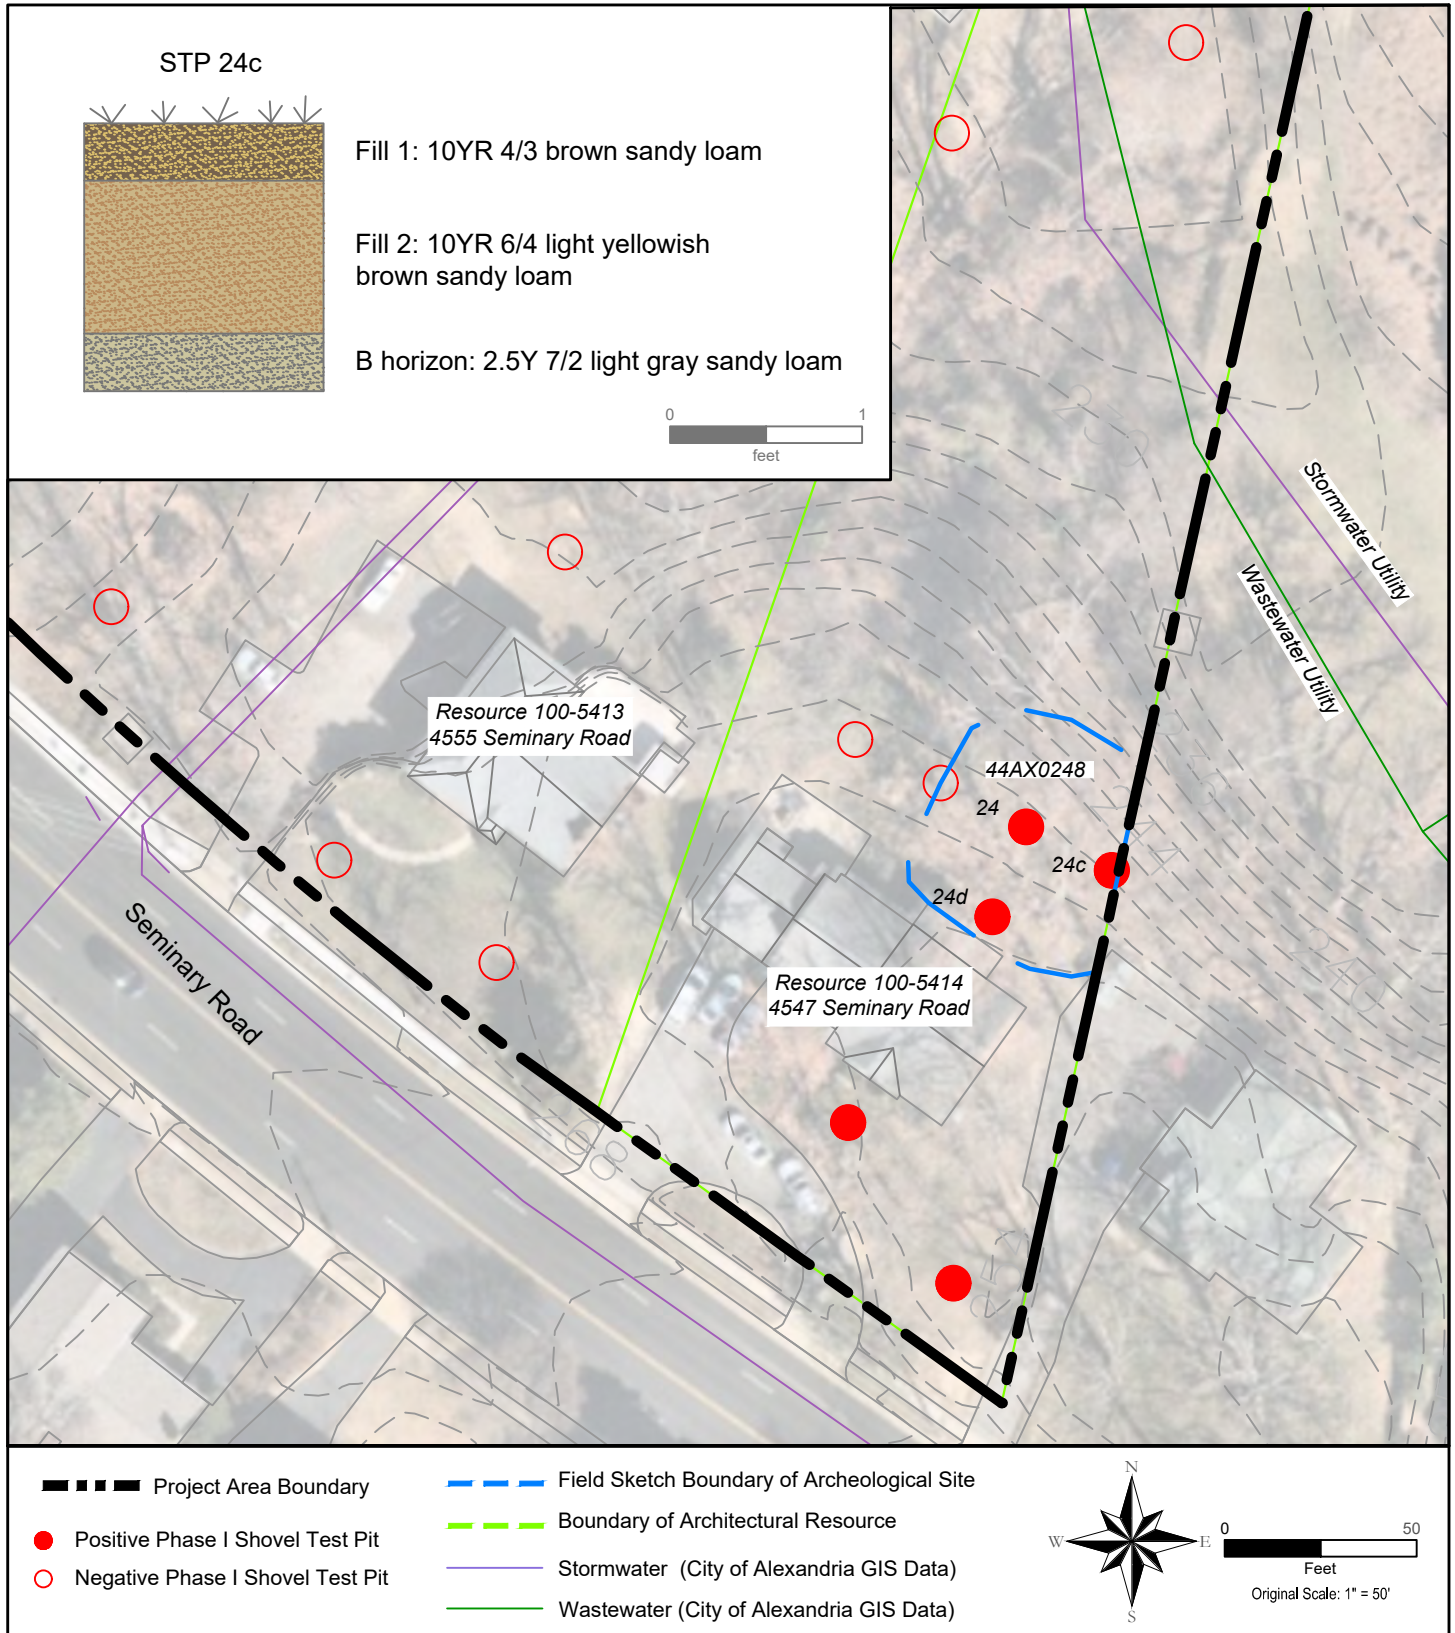 STP 24c
Fill 1: 10YR 4/3 brown sandy loam
Fill 2: 10YR 6/4 light yellowish
brown sandy loam
B horizon: 2.5Y 7/2 light gray sandy loam
0 1
feet
Stormwater Utility
Wastewater Utility
Resource 100-5413
4555 Seminary Road
44AX0248
24
24c
24d
Seminary Road
Resource 100-5414
4547 Seminary Road
Project Area Boundary
Positive Phase I Shovel Test Pit
Negative Phase I Shovel Test Pit
Field Sketch Boundary of Archeological Site
Boundary of Architectural Resource
Stormwater (City of Alexandria GIS Data)
Wastewater (City of Alexandria GIS Data)
N
W E
S
0 50
Feet
Original Scale: 1" = 50'